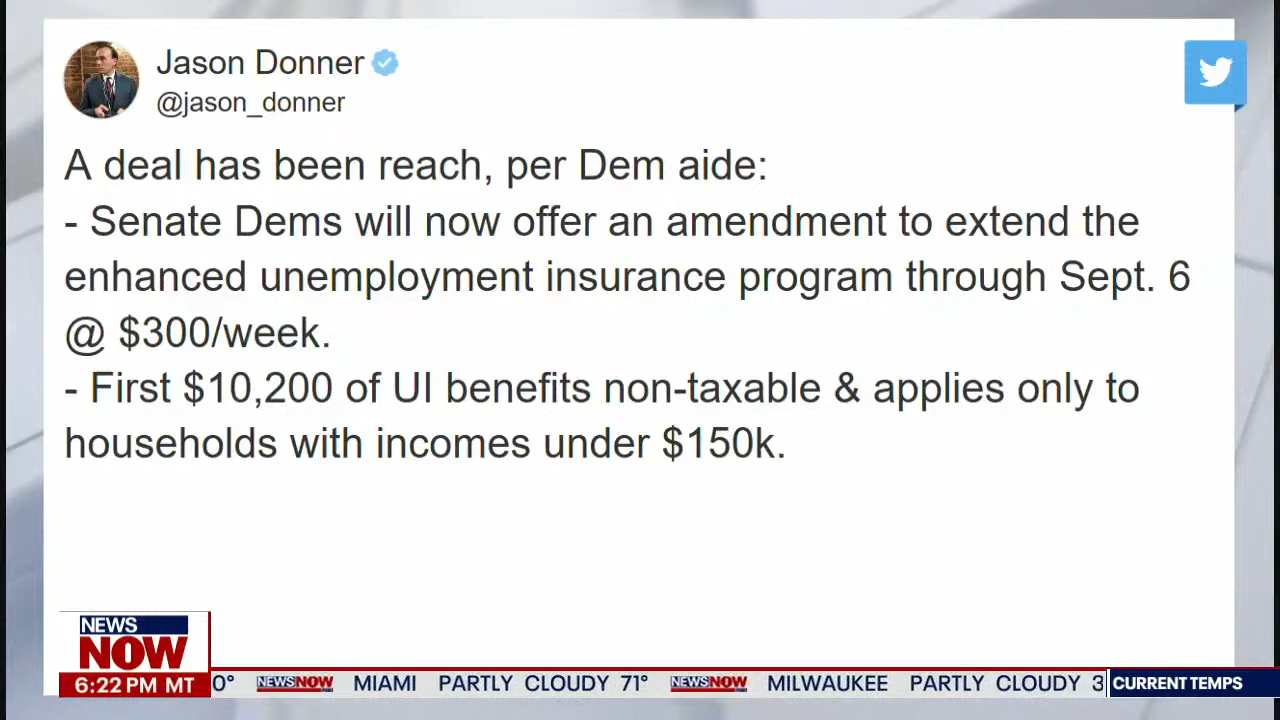 Jason Donner
@jason_donner
A deal has been reach, per Dem aide:
- Senate Dems will now offer an amendment to extend the
enhanced unemployment insurance program through Sept. 6
@ $300/week.
- First $10,200 of UI benefits non-taxable & applies only to
households with incomes under $150k.
NEWS
NOW
6:22 PM MT
0° NEWSNOW MIAMI PARTLY CLOUDY 71° NEWSNOW MILWAUKEE PARTLY CLOUDY 3 CURRENT TEMPS